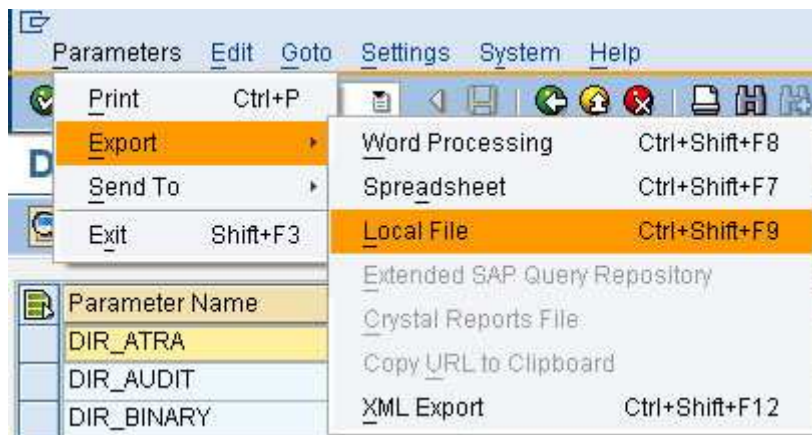 Parameters Edit Goto Settings System Help
Print Ctrl+P
Export
Send To
Exit Shift+F3
Word Processing Ctrl+Shift+F8
Spreadsheet Ctrl+Shift+F7
Local File Ctrl+Shift+F9
Extended SAP Query Repository
Crystal Reports File
Copy URL to Clipboard
XML Export Ctrl+Shift+F12
D
Parameter Name
DIR_ATRA
DIR_AUDIT
DIR_BINARY